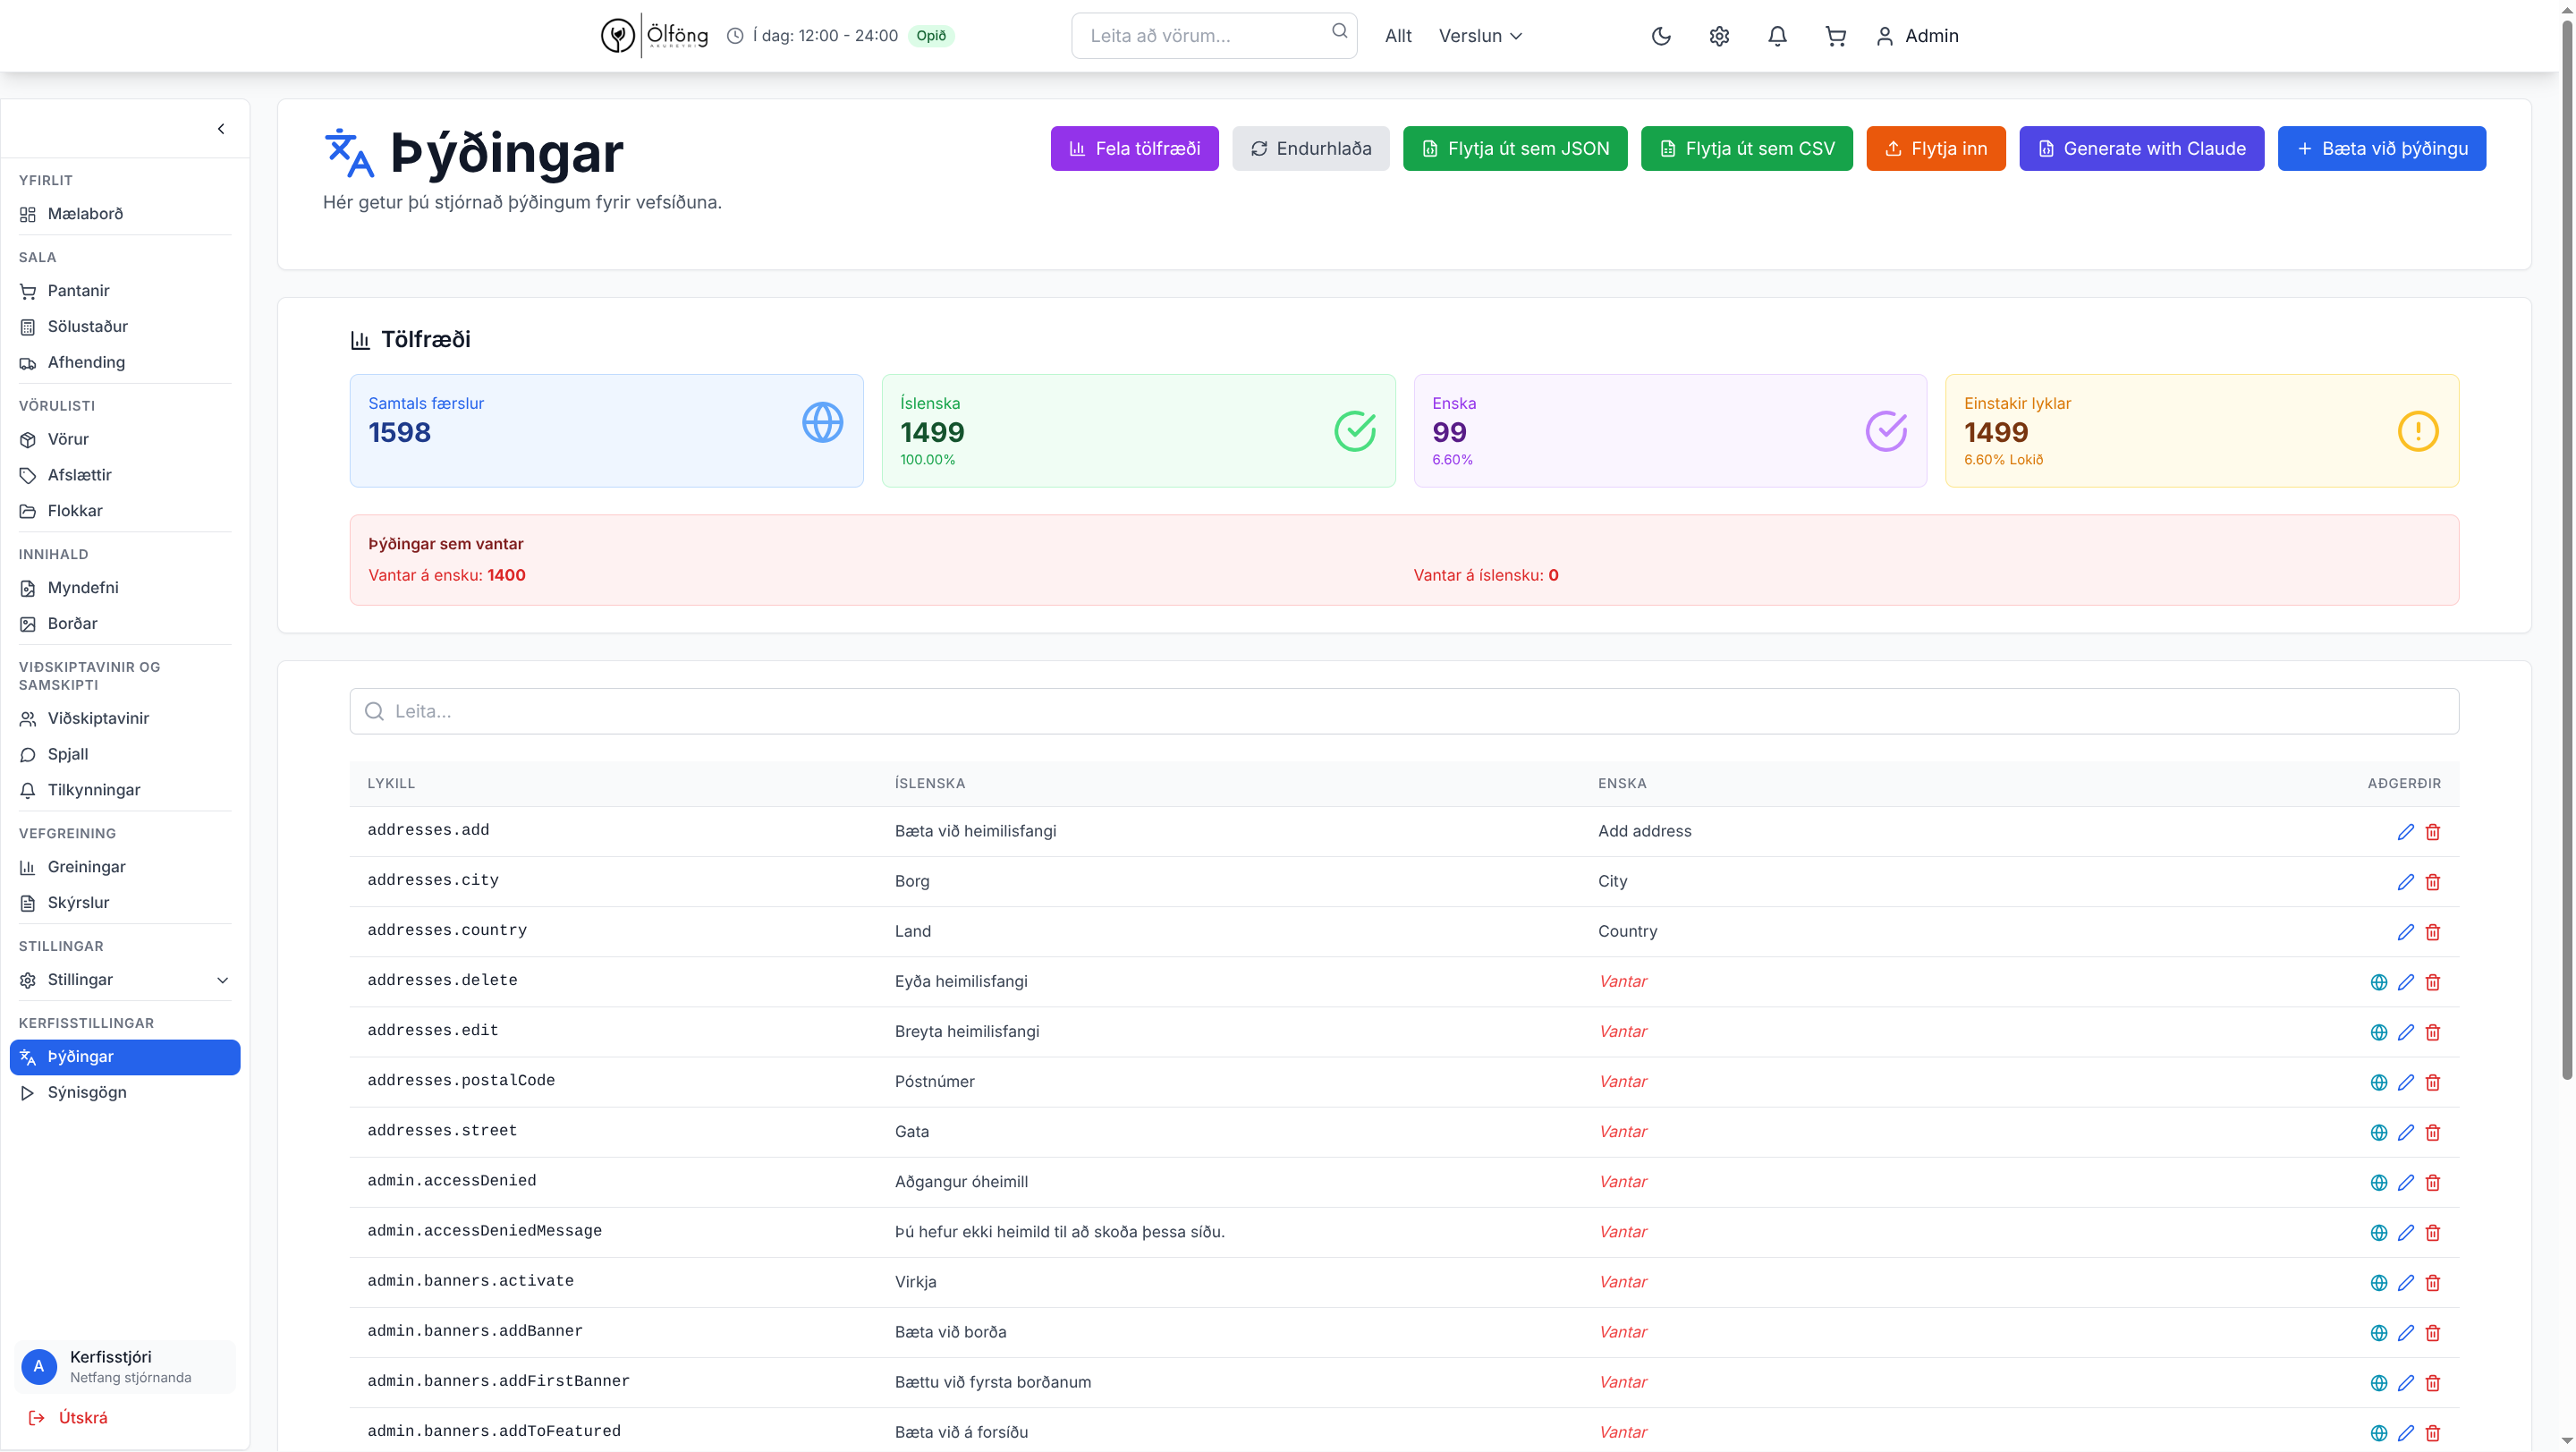 Ölföng
AKUREYRI
Í dag: 12:00 - 24:00 Opið
Leita að vörum...
Allt
Verslun
Admin
YFIRLIT
Mælaborð
SALA
Pantanir
Sölustaður
Afhending
VÖRULISTI
Vörur
Afslættir
Flokkar
INNIHALD
Myndefni
Borðar
VIÐSKIPTAVINIR OG
SAMSKIPTI
Viðskiptavinir
Spjall
Tilkynningar
VEFGREINING
Greiningar
Skýrslur
STILLINGAR
Stillingar
KERFISSTILLINGAR
Þýðingar
Sýnisgögn
A
Kerfisstjóri
Netfang stjórnanda
Útskrá
Þýðingar
Hér getur þú stjórnað þýðingum fyrir vefsíðuna.
Fela tölfræði
Endurhlaða
Flytja út sem JSON
Flytja út sem CSV
Flytja inn
Generate with Claude
Bæta við þýðingu
Tölfræði
Samtals færslur
1598
Íslenska
1499
100.00%
Enska
99
6.60%
Einstakir lyklar
1499
6.60% Lokið
Þýðingar sem vantar
Vantar á ensku: 1400
Vantar á íslensku: 0
Leita...
LYKILL ÍSLENSKA ENSKA AÐGERÐIR
addresses.add Bæta við heimilisfangi Add address
addresses.city Borg City
addresses.country Land Country
addresses.delete Eyða heimilisfangi Vantar
addresses.edit Breyta heimilisfangi Vantar
addresses.postalCode Póstnúmer Vantar
addresses.street Gata Vantar
admin.accessDenied Aðgangur óheimill Vantar
admin.accessDeniedMessage Þú hefur ekki heimild til að skoða þessa síðu. Vantar
admin.banners.activate Virkja Vantar
admin.banners.addBanner Bæta við borða Vantar
admin.banners.addFirstBanner Bættu við fyrsta borðanum Vantar
admin.banners.addToFeatured Bæta við á forsíðu Vantar